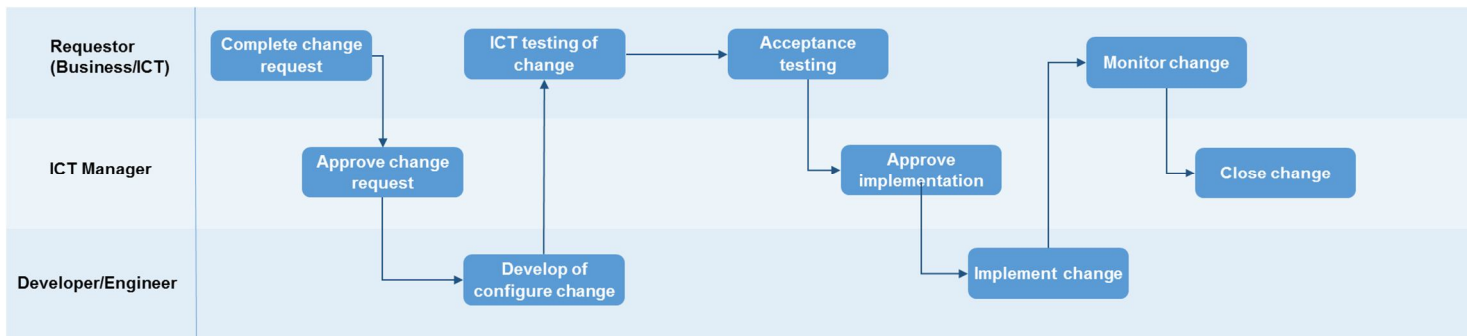 Requestor
(Business/ICT)
Complete change
request
ICT testing of
change
Acceptance
testing
Monitor change
ICT Manager
Approve change
request
Approve
implementation
Close change
Developer/Engineer
Develop of
configure change
Implement change